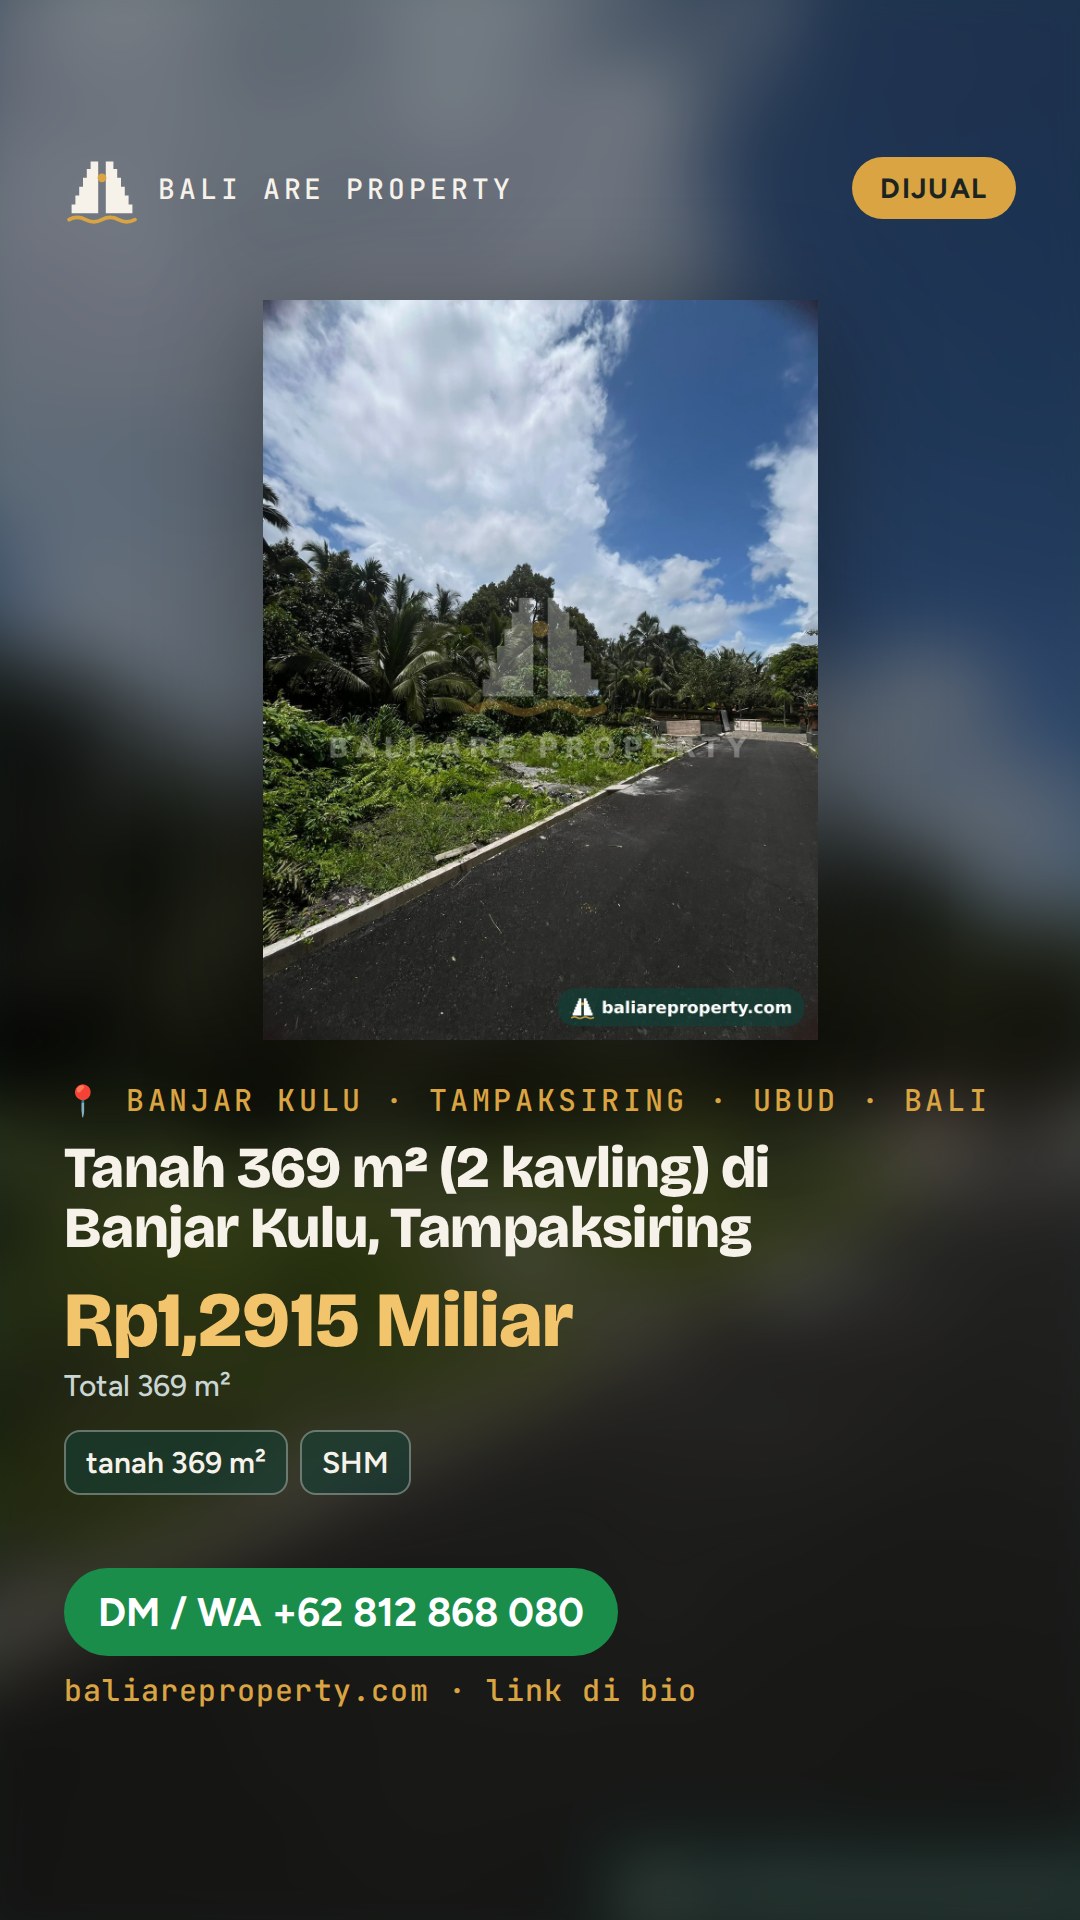 BALI ARE PROPERTY
DIJUAL
BALI ARE PROPERTY
baliareproperty.com
BANJAR KULU · TAMPAKSIRING · UBUD · BALI
Tanah 369 m² (2 kavling) di
Banjar Kulu, Tampaksiring
Rp1,2915 Miliar
Total 369 m²
tanah 369 m²
SHM
DM / WA +62 812 868 080
baliareproperty.com · link di bio